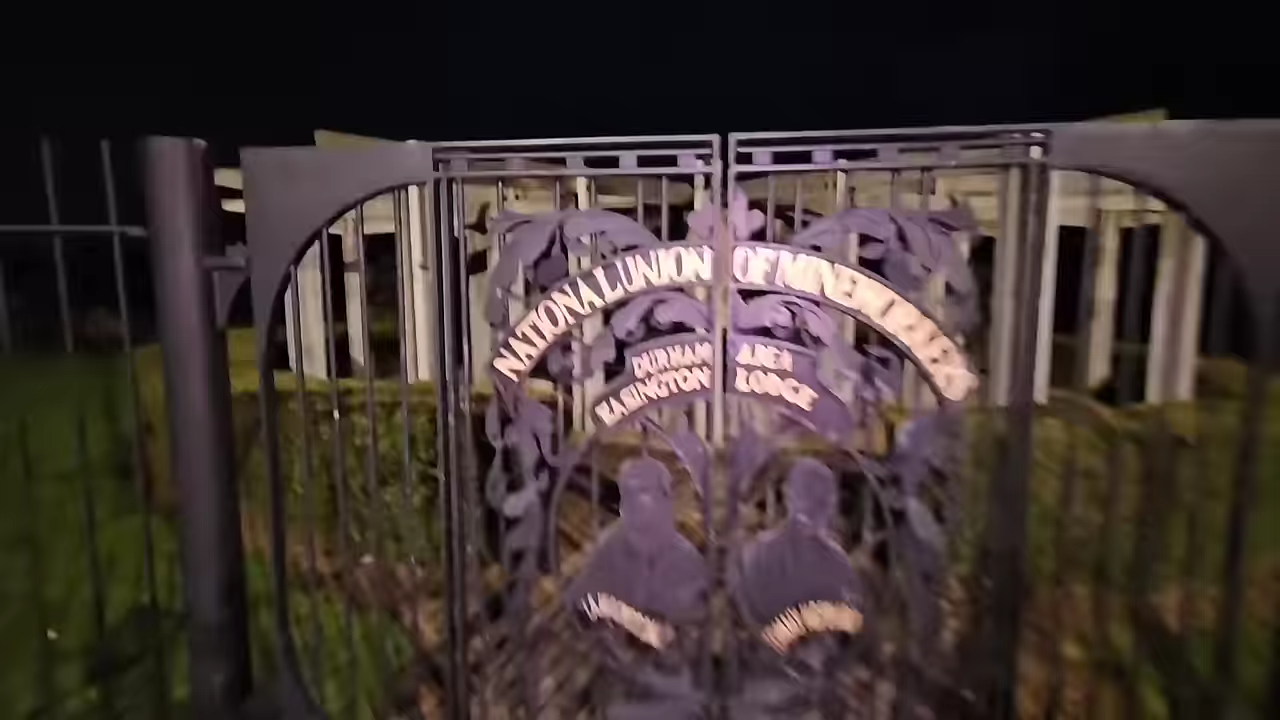 NATIONAL UNION OF MINEWORKERS
DURHAM AREA
EASINGTON LODGE